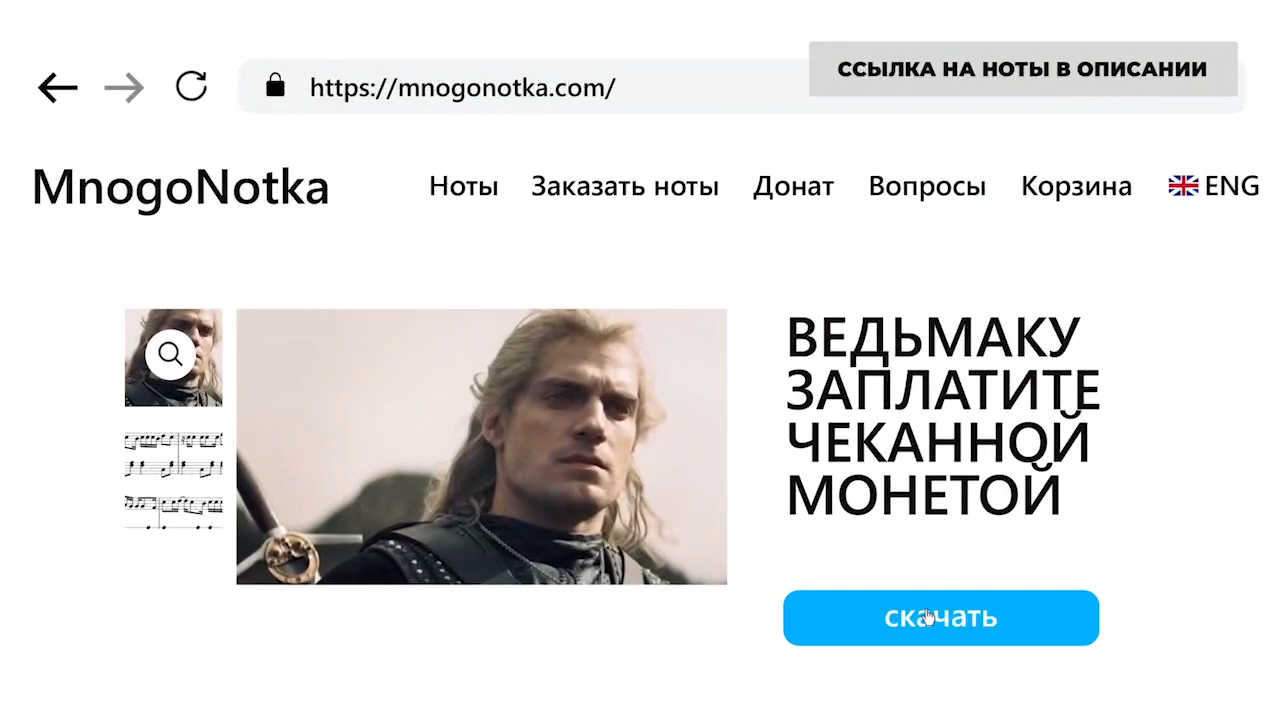 ССЫЛКА НА НОТЫ В ОПИСАНИИ
https://mnogonotka.com/
MnogoNotka
Ноты Заказать ноты Донат Вопросы Корзина ENG
ВЕДЬМАКУ
ЗАПЛАТИТЕ
ЧЕКАННОЙ
МОНЕТОЙ
скачать